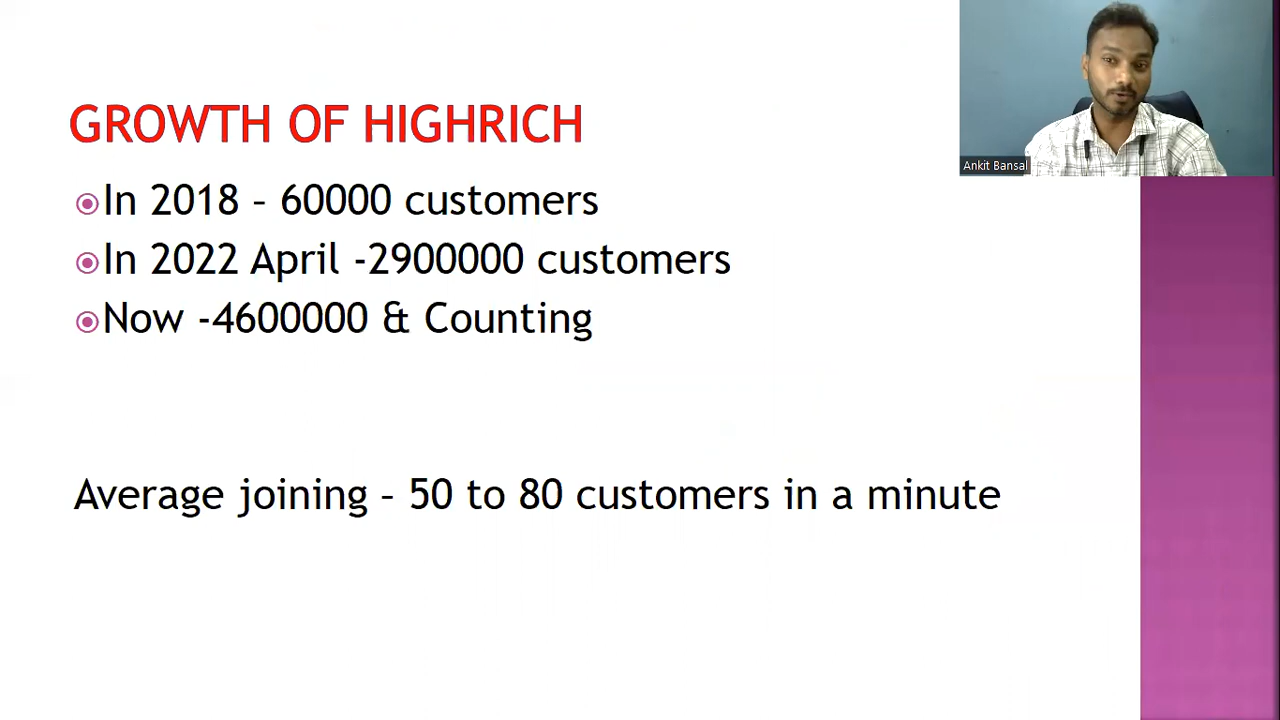 GROWTH OF HIGHRICH
In 2018 – 60000 customers
In 2022 April -2900000 customers
Now -4600000 & Counting
Average joining – 50 to 80 customers in a minute
Ankit Bansal